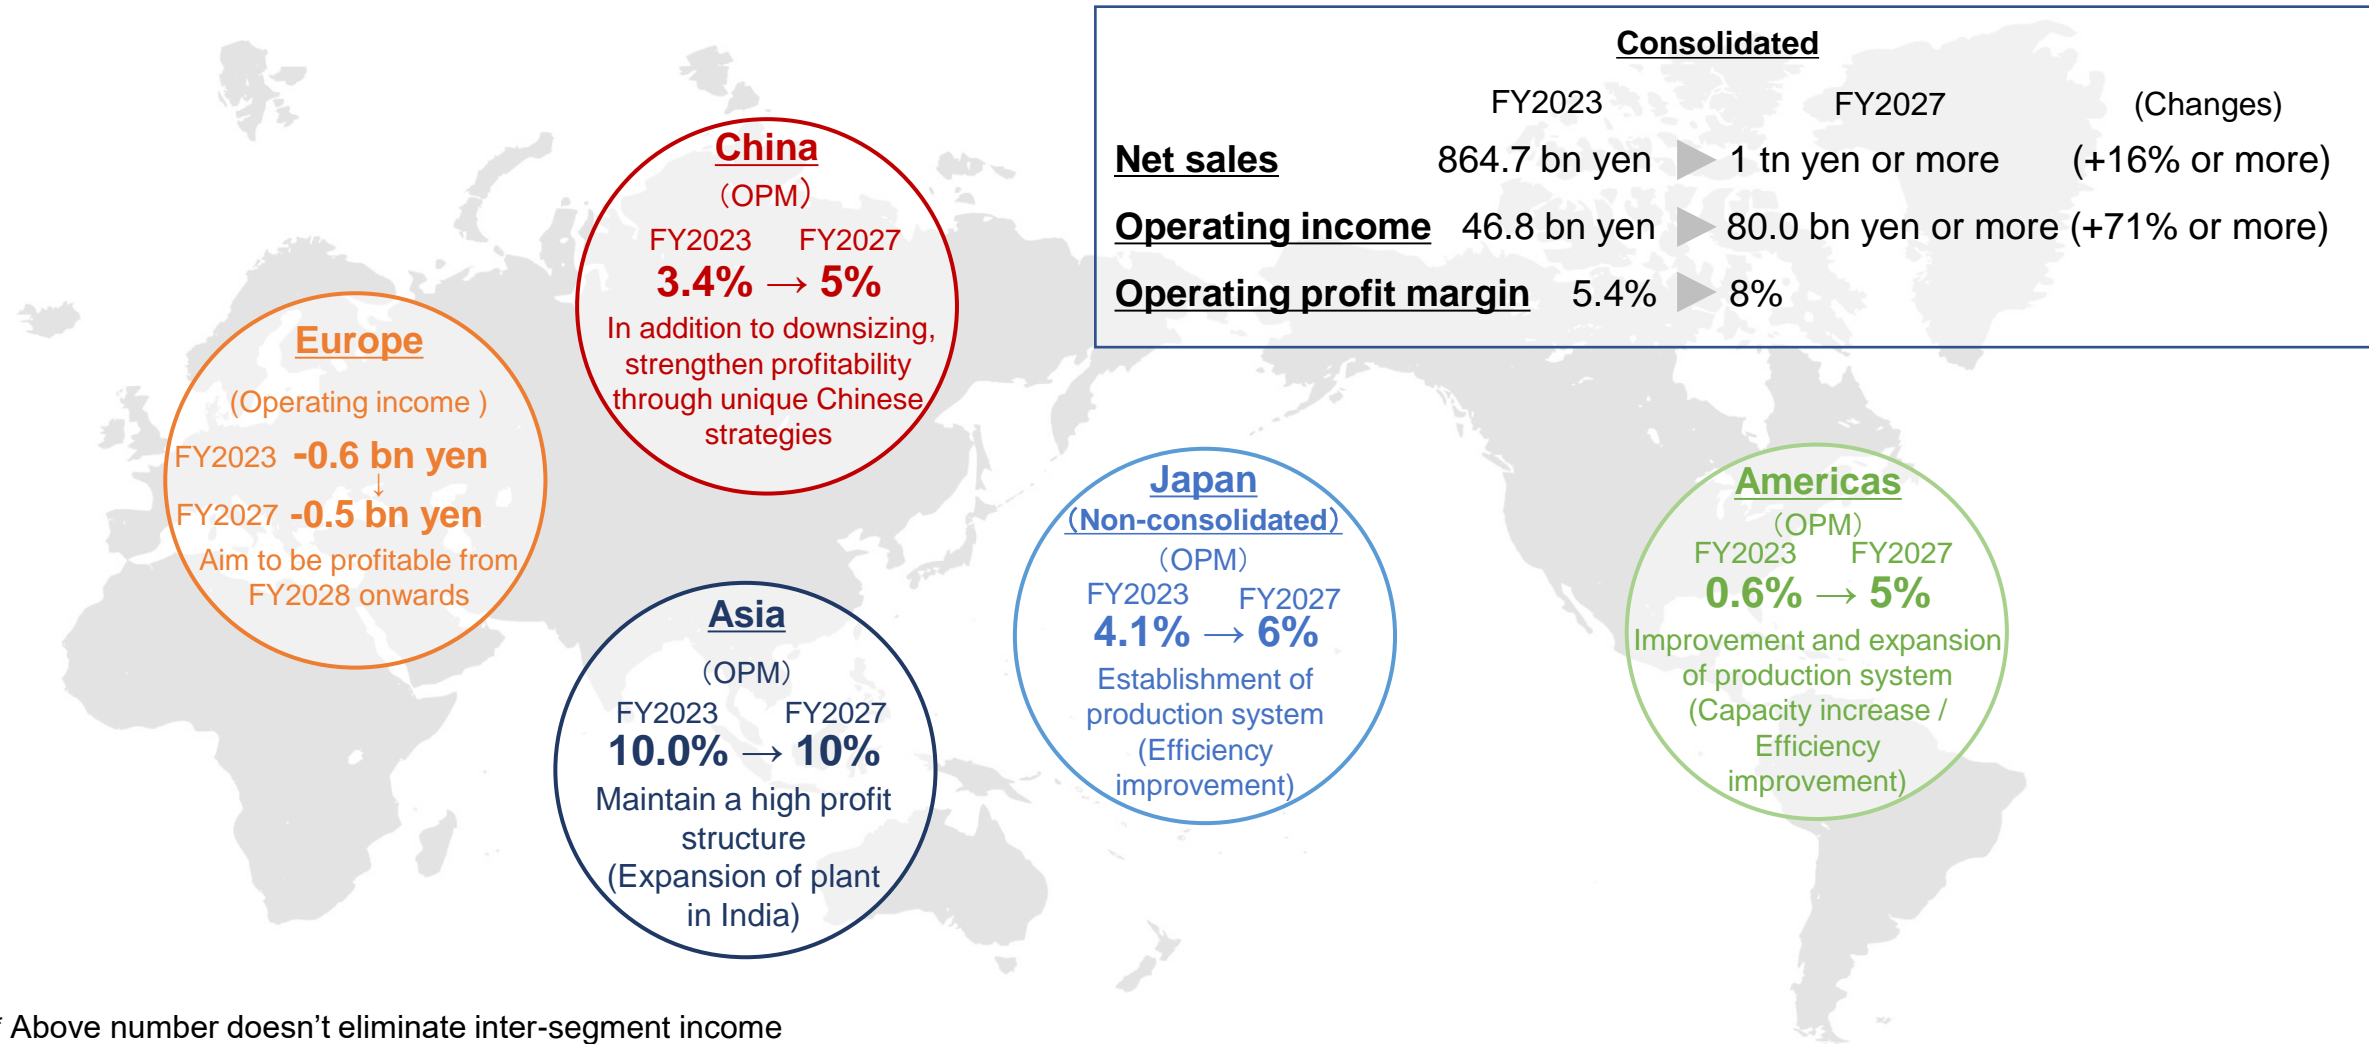 Consolidated
FY2023 FY2027 (Changes)
Net sales 864.7 bn yen 1 tn yen or more (+16% or more)
Operating income 46.8 bn yen 80.0 bn yen or more (+71% or more)
Operating profit margin 5.4% 8%
China
（OPM）
FY2023 FY2027
3.4% → 5%
In addition to downsizing,
strengthen profitability
through unique Chinese
strategies
Europe
(Operating income )
FY2023 -0.6 bn yen
↓
FY2027 -0.5 bn yen
Aim to be profitable from
FY2028 onwards
Asia
（OPM）
FY2023 FY2027
10.0% → 10%
Maintain a high profit
structure
(Expansion of plant
in India)
Japan
（Non-consolidated）
（OPM）
FY2023 FY2027
4.1% → 6%
Establishment of
production system
(Efficiency
improvement)
Americas
（OPM）
FY2023 FY2027
0.6% → 5%
Improvement and expansion
of production system
(Capacity increase /
Efficiency
improvement)
* Above number doesn’t eliminate inter-segment income